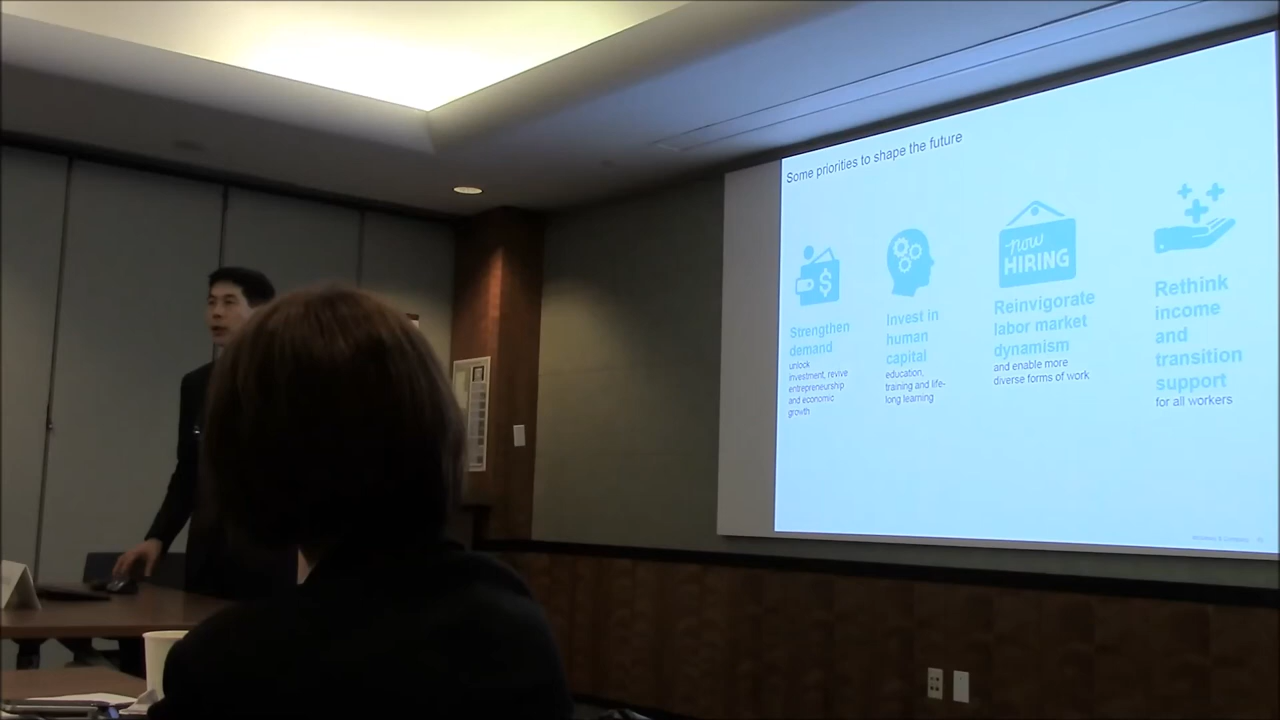 Some priorities to shape the future
now
HIRING
Strengthen
demand
unlock
investment, revive
entrepreneurship
and economic
growth
Invest in
human
capital
education,
training and life-
long learning
Reinvigorate
labor market
dynamism
and enable more
diverse forms of work
Rethink
income
and
transition
support
for all workers